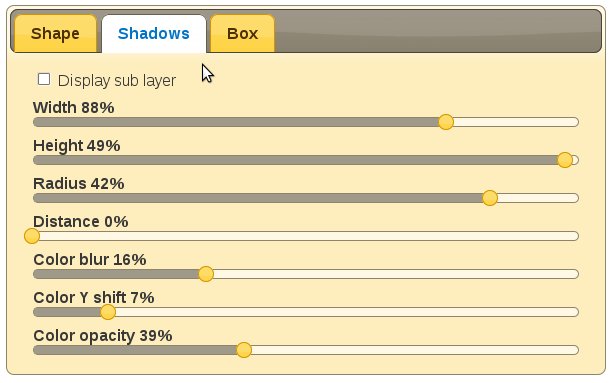 Shape Shadows Box
Display sub layer
Width 88%
Height 49%
Radius 42%
Distance 0%
Color blur 16%
Color Y shift 7%
Color opacity 39%